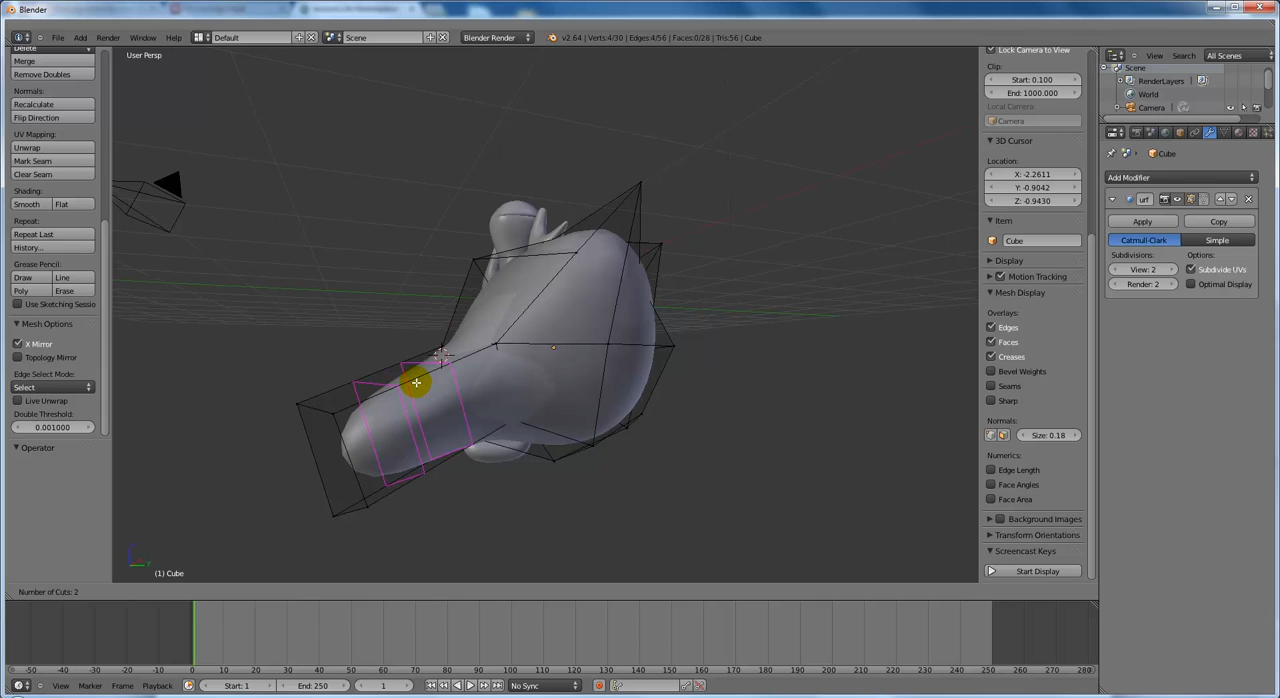 Blender
File Add Render Window Help Default Scene Blender Render v2.64 | Verts:4/30 | Edges:4/56 | Faces:0/28 | Tris:56 | Cube
Delete
Merge
Remove Doubles
Normals:
Recalculate
Flip Direction
UV Mapping:
Unwrap
Mark Seam
Clear Seam
Shading:
Smooth Flat
Repeat:
Repeat Last
History...
Grease Pencil:
Draw Line
Poly Erase
Use Sketching Sessio
Mesh Options
X Mirror
Topology Mirror
Edge Select Mode:
Select
Live Unwrap
Double Threshold:
0.001000
Operator
User Persp
(1) Cube
Number of Cuts: 2
Lock Camera to View
Clip:
Start: 0.100
End: 1000.000
Local Camera:
Camera
3D Cursor
Location:
X: -2.2611
Y: -0.9042
Z: -0.9430
Item
Cube
Display
Motion Tracking
Mesh Display
Overlays:
Edges
Faces
Creases
Bevel Weights
Seams
Sharp
Normals:
Size: 0.18
Numerics:
Edge Length
Face Angles
Face Area
Background Images
Transform Orientations
Screencast Keys
Start Display
View Search All Scenes
Scene
RenderLayers
World
Camera
Cube
Add Modifier
urf
Apply Copy
Catmull-Clark Simple
Subdivisions: Options:
View: 2 Subdivide UVs
Render: 2 Optimal Display
-50 -40 -30 -20 -10 0 10 20 30 40 50 60 70 80 90 100 110 120 130 140 150 160 170 180 190 200 210 220 230 240 250 260 270 280
View Marker Frame Playback Start: 1 End: 250 1 No Sync